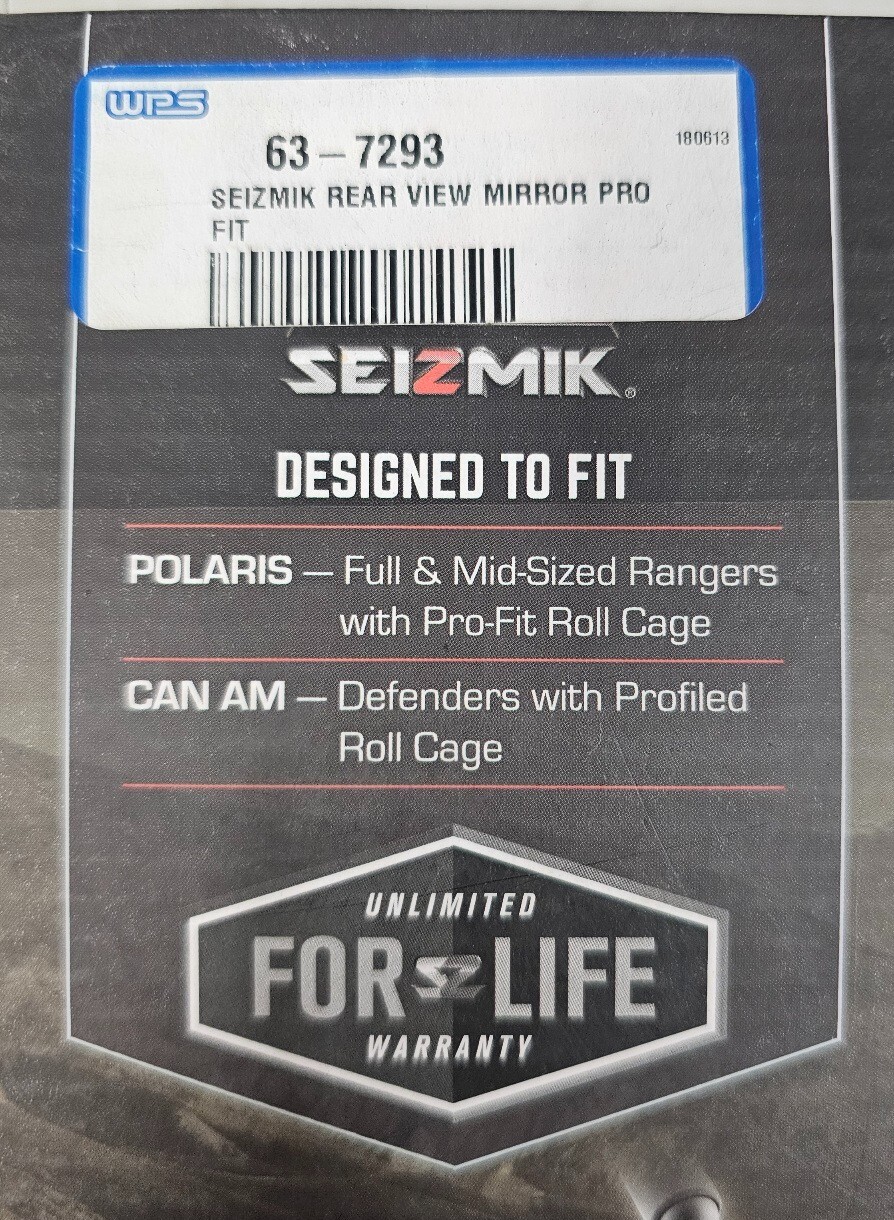 WPS
63-7293
180613
SEIZMIK REAR VIEW MIRROR PRO
FIT
SEIZMIK®
DESIGNED TO FIT
POLARIS — Full & Mid-Sized Rangers
with Pro-Fit Roll Cage
CAN AM — Defenders with Profiled
Roll Cage
UNLIMITED
FOR LIFE
WARRANTY